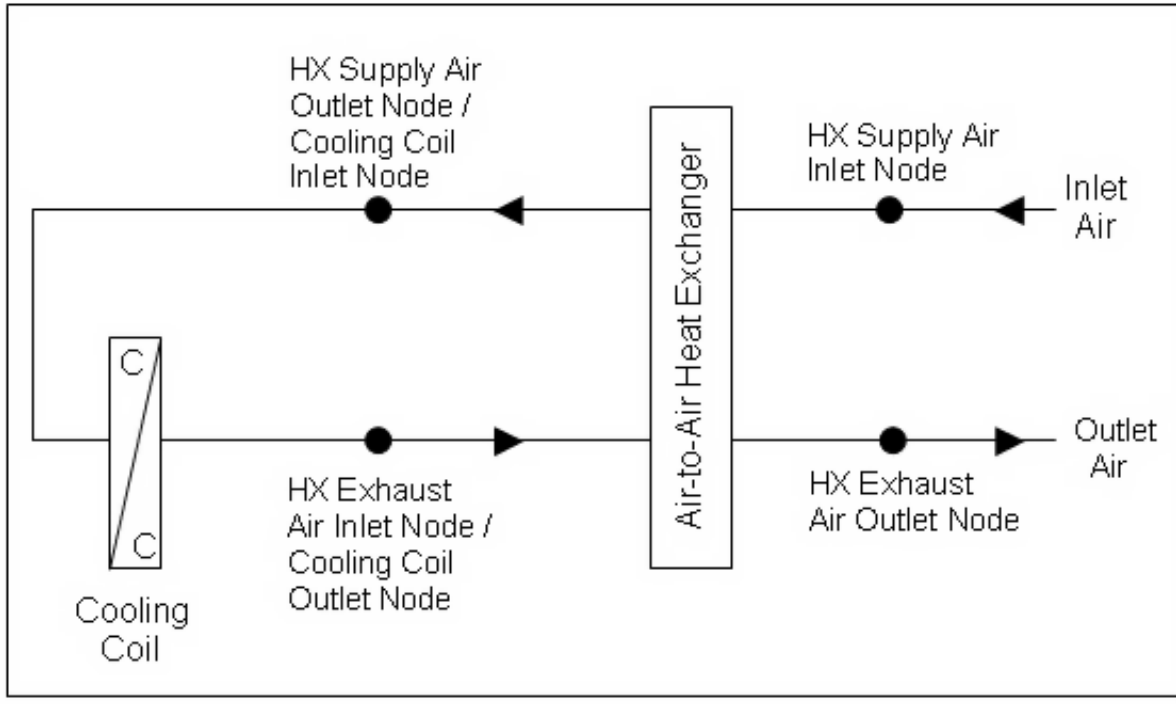 HX Supply Air
Outlet Node /
Cooling Coil
Inlet Node
HX Supply Air
Inlet Node
Inlet
Air
Air-to-Air Heat Exchanger
C
C
Cooling
Coil
HX Exhaust
Air Inlet Node /
Cooling Coil
Outlet Node
HX Exhaust
Air Outlet Node
Outlet
Air